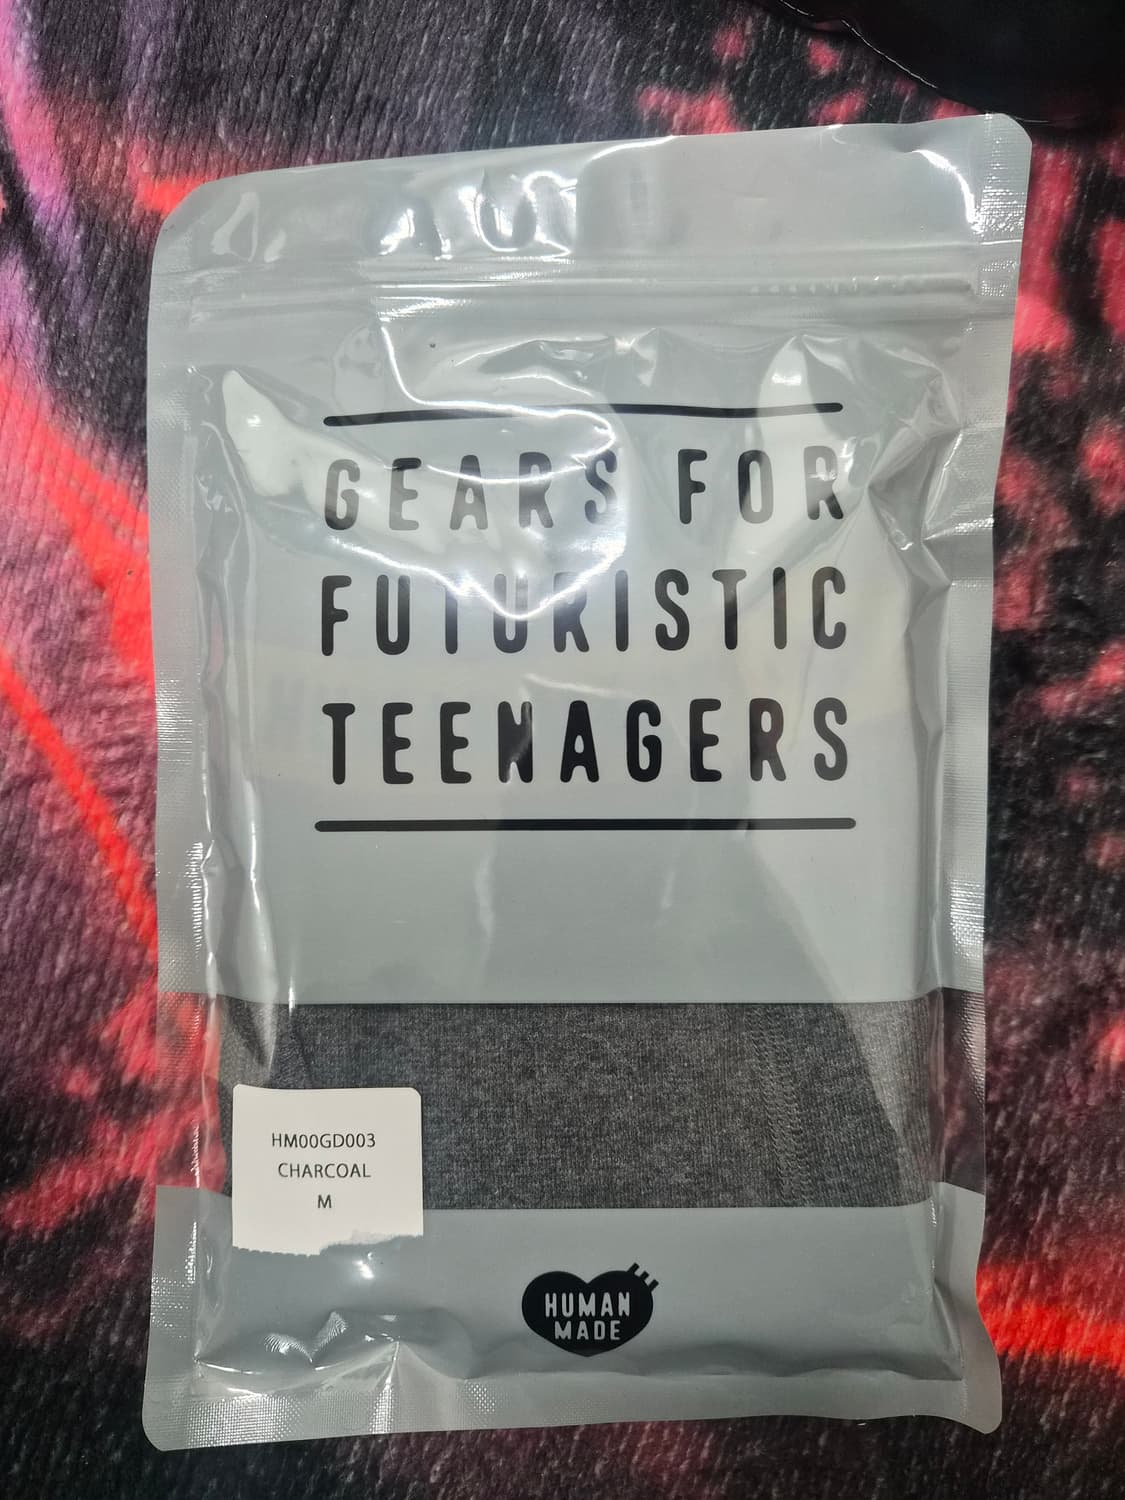 GEARS FOR
FUTURISTIC
TEENAGERS
HM00GD003
CHARCOAL
M
HUMAN
MADE